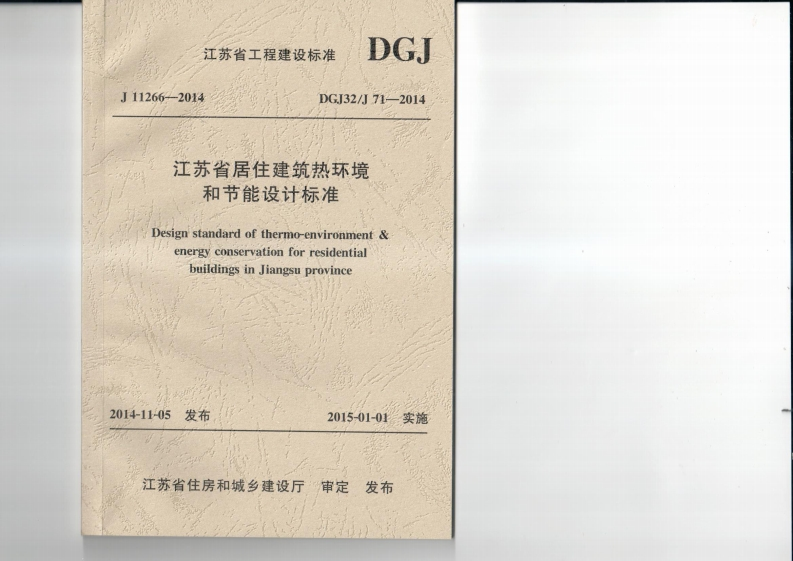 江苏省工程建设标准 DGJ
J 11266—2014 DGJ32/J 71—2014
江苏省居住建筑热环境
和节能设计标准
Design standard of thermo-environment &
energy conservation for residential
buildings in Jiangsu province
2014-11-05 发布 2015-01-01 实施
江苏省住房和城乡建设厅 审定 发布